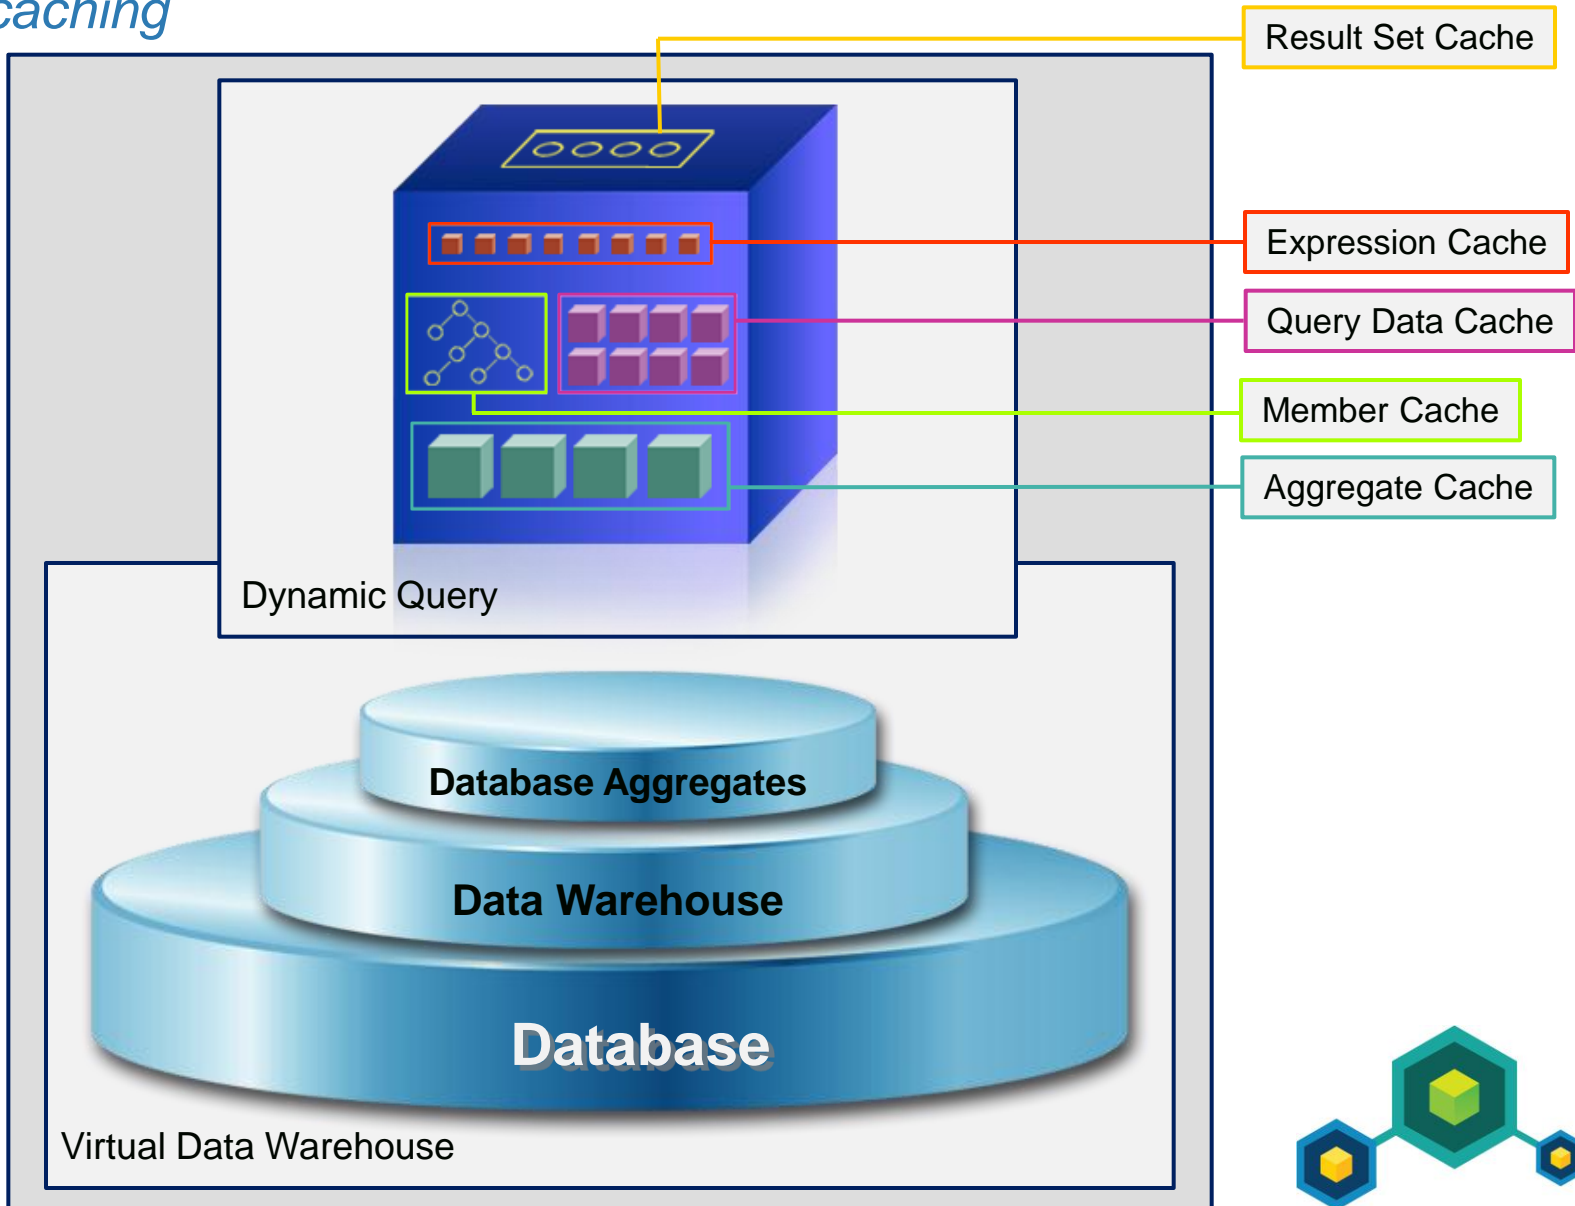 caching
Result Set Cache
Expression Cache
Query Data Cache
Member Cache
Aggregate Cache
Dynamic Query
Database Aggregates
Data Warehouse
Database
Virtual Data Warehouse